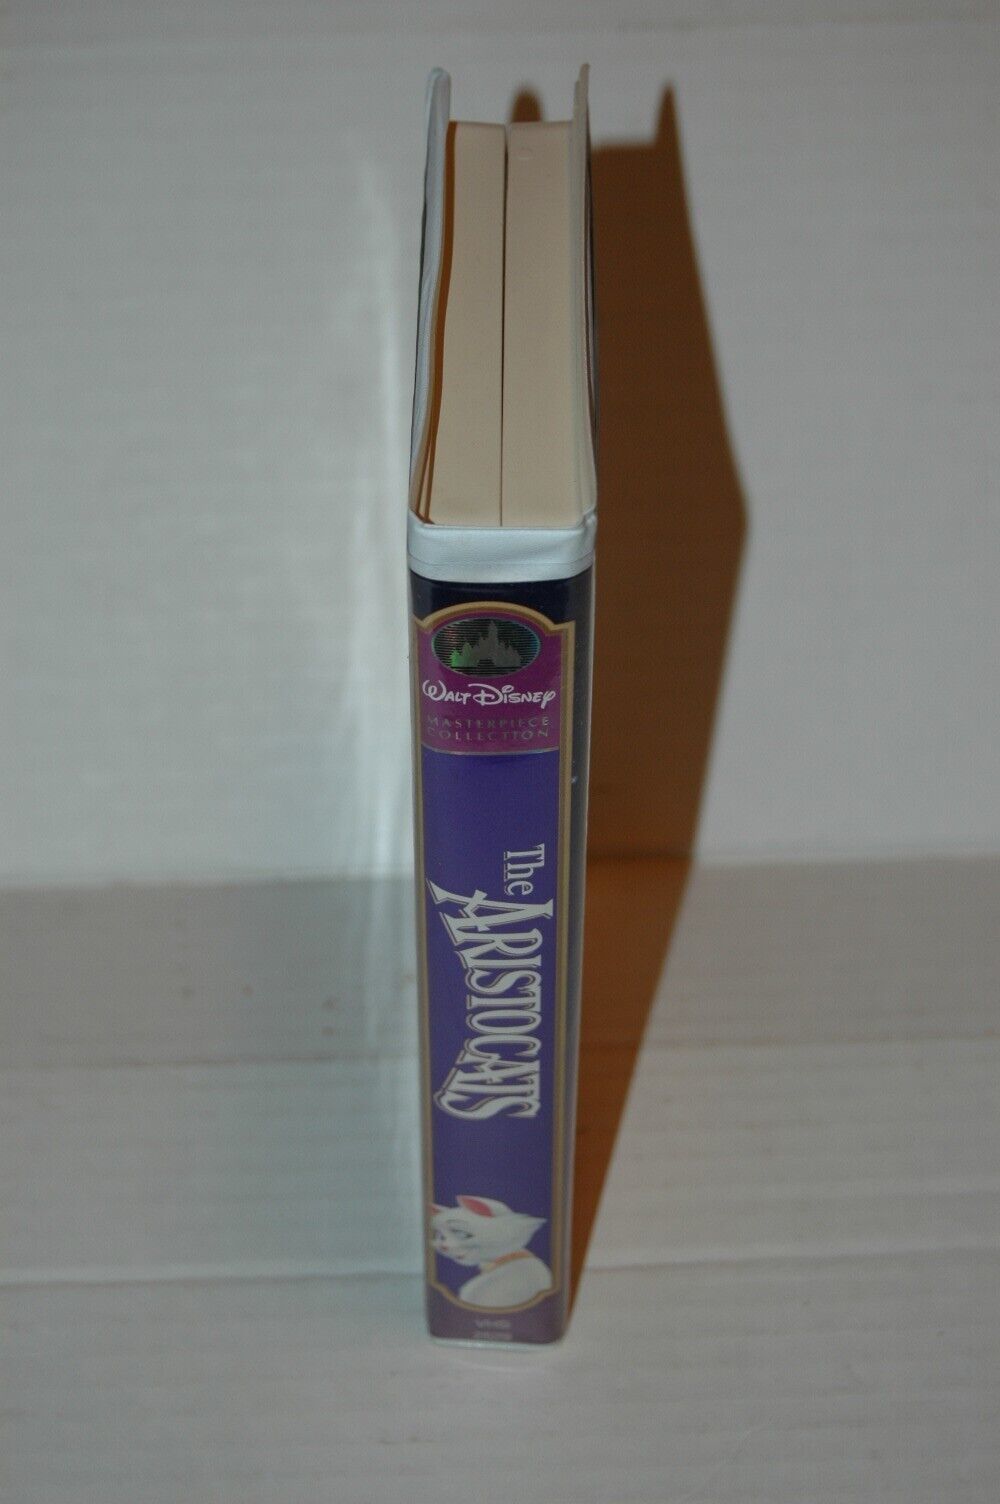 WALT DISNEY
MASTERPIECE
COLLECTION
The
ARISTOCATS
VHS